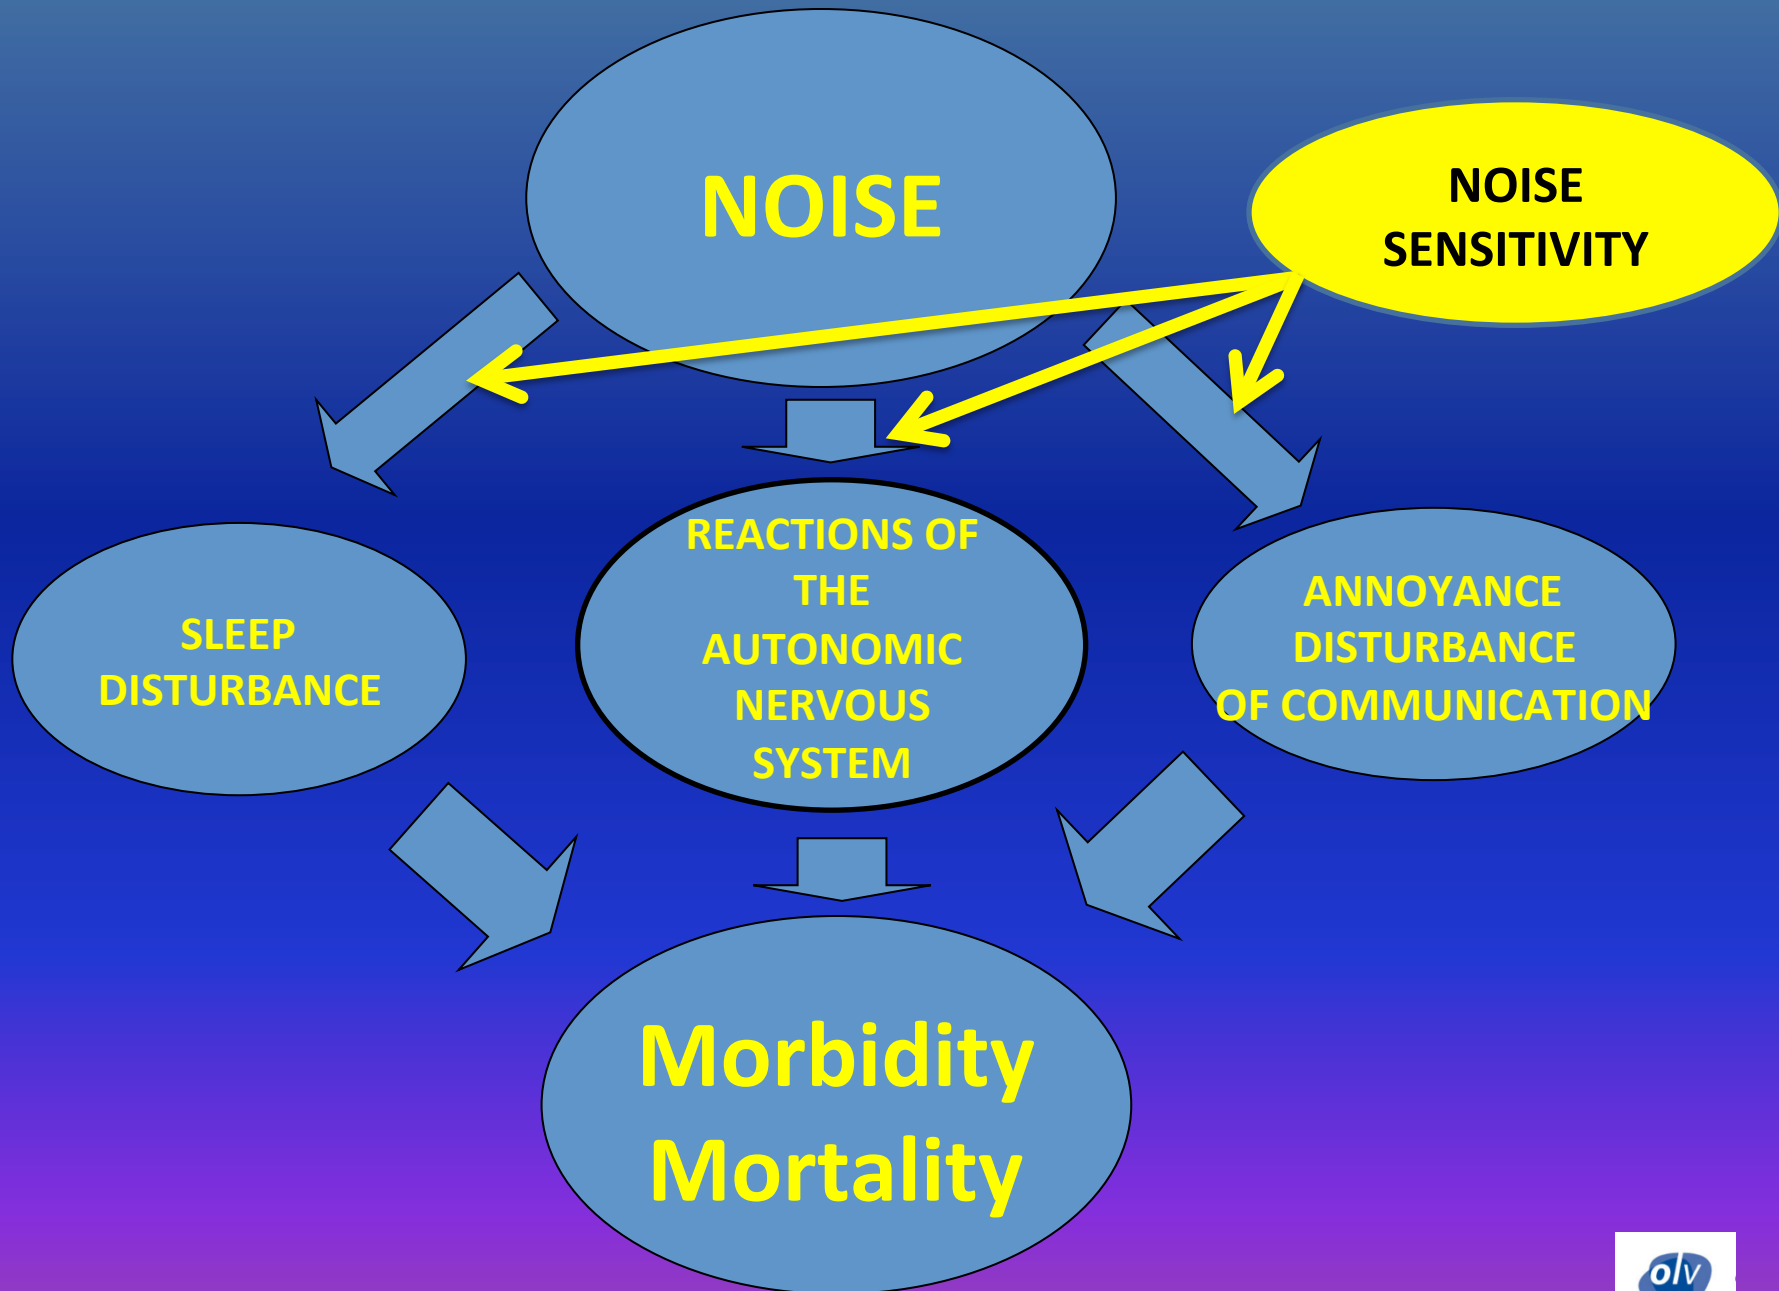 NOISE
NOISE
SENSITIVITY
SLEEP
DISTURBANCE
REACTIONS OF
THE
AUTONOMIC
NERVOUS
SYSTEM
ANNOYANCE
DISTURBANCE
OF COMMUNICATION
Morbidity
Mortality
olv